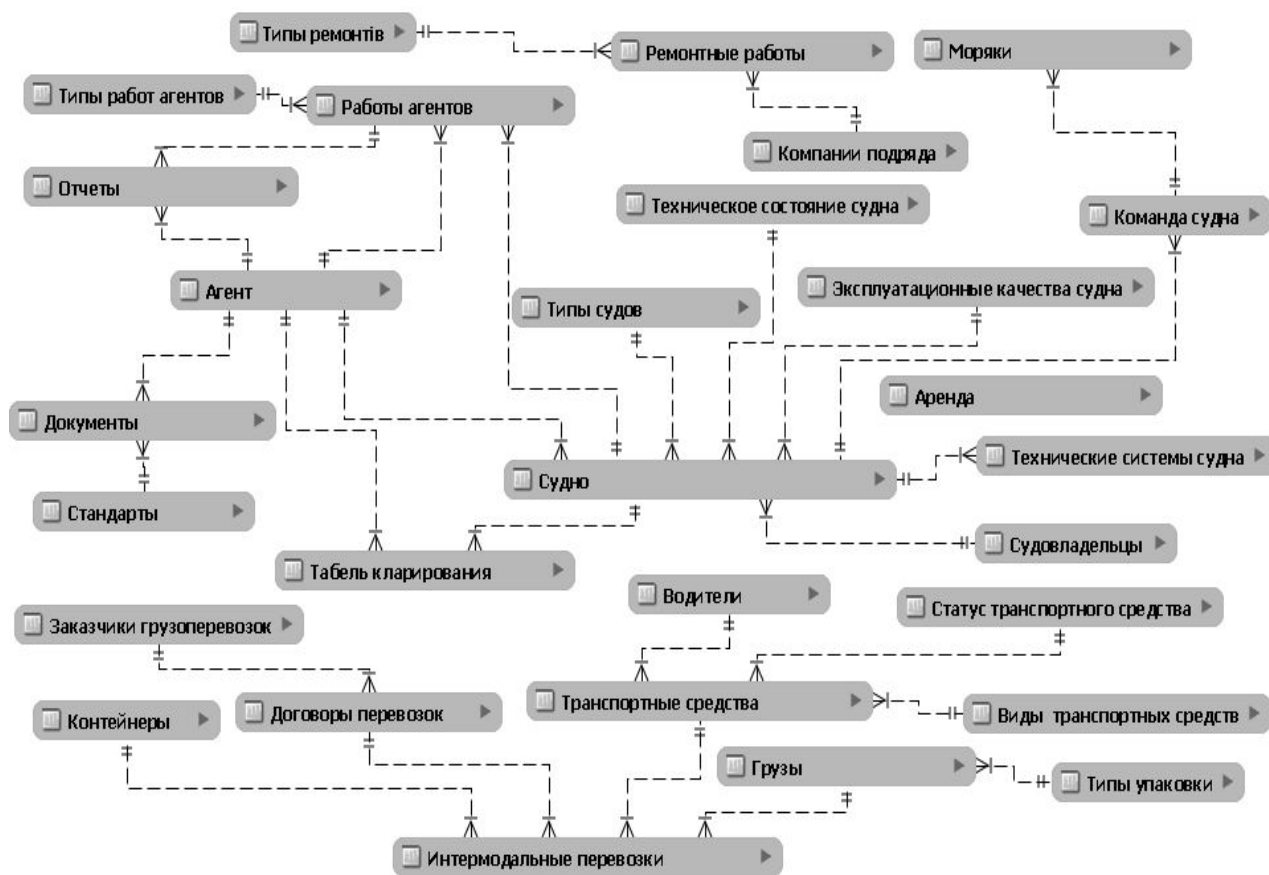 Типы ремонтів
Ремонтные работы
Моряки
Типы работ агентов
Работы агентов
Компании подряда
Отчеты
Техническое состояние судна
Команда судна
Агент
Типы судов
Эксплуатационные качества судна
Аренда
Документы
Технические системы судна
Судно
Стандарты
Судовладельцы
Табель кларирования
Водители
Статус транспортного средства
Заказчики грузоперевозок
Транспортные средства
Контейнеры
Договоры перевозок
Виды транспортных средств
Грузы
Типы упаковки
Интермодальные перевозки